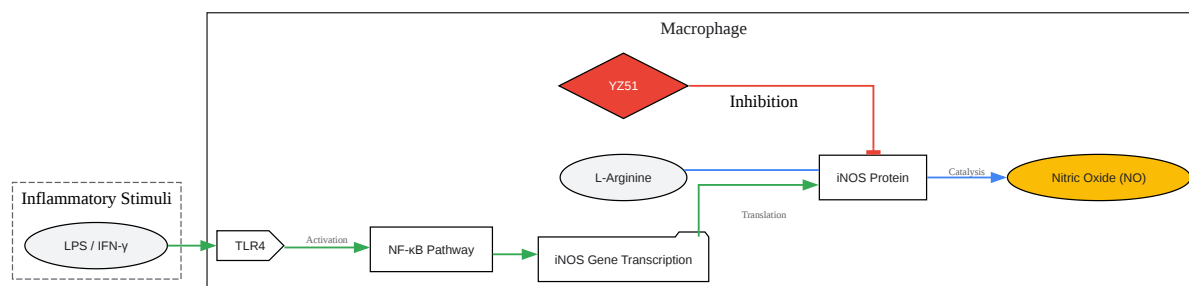 Macrophage
YZ51
Inhibition
L-Arginine
iNOS Protein
Catalysis
Nitric Oxide (NO)
Inflammatory Stimuli
Translation
LPS / IFN-γ
TLR4
Activation
NF-κB Pathway
iNOS Gene Transcription